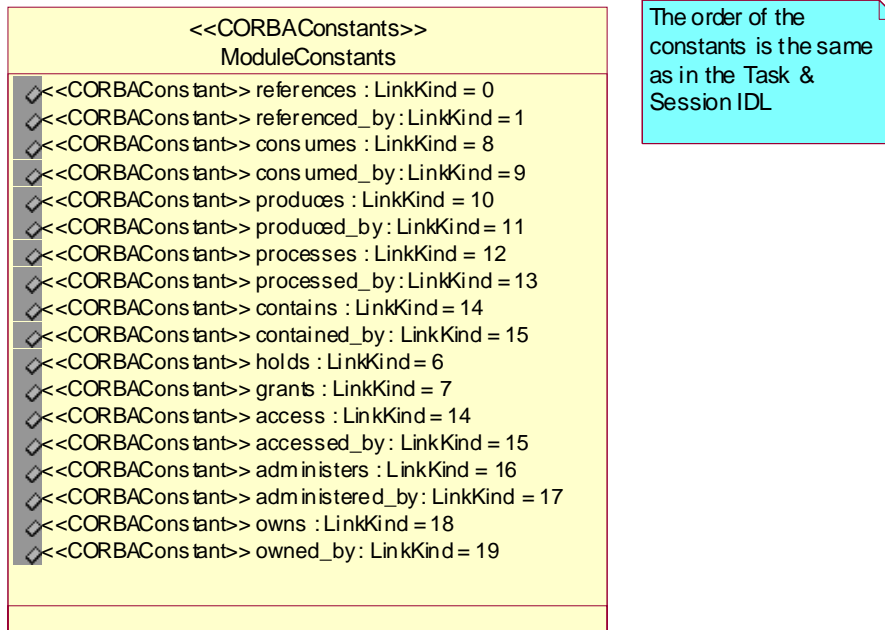 <<CORBAConstants>>
ModuleConstants
<<CORBAConstant>> references : LinkKind = 0
<<CORBAConstant>> referenced_by : LinkKind = 1
<<CORBAConstant>> consumes : LinkKind = 8
<<CORBAConstant>> consumed_by : LinkKind = 9
<<CORBAConstant>> produces : LinkKind = 10
<<CORBAConstant>> produced_by : LinkKind = 11
<<CORBAConstant>> processes : LinkKind = 12
<<CORBAConstant>> processed_by : LinkKind = 13
<<CORBAConstant>> contains : LinkKind = 14
<<CORBAConstant>> contained_by : LinkKind = 15
<<CORBAConstant>> holds : LinkKind = 6
<<CORBAConstant>> grants : LinkKind = 7
<<CORBAConstant>> access : LinkKind = 14
<<CORBAConstant>> accessed_by : LinkKind = 15
<<CORBAConstant>> administers : LinkKind = 16
<<CORBAConstant>> administered_by : LinkKind = 17
<<CORBAConstant>> owns : LinkKind = 18
<<CORBAConstant>> owned_by : LinkKind = 19
The order of the
constants is the same
as in the Task &
Session IDL